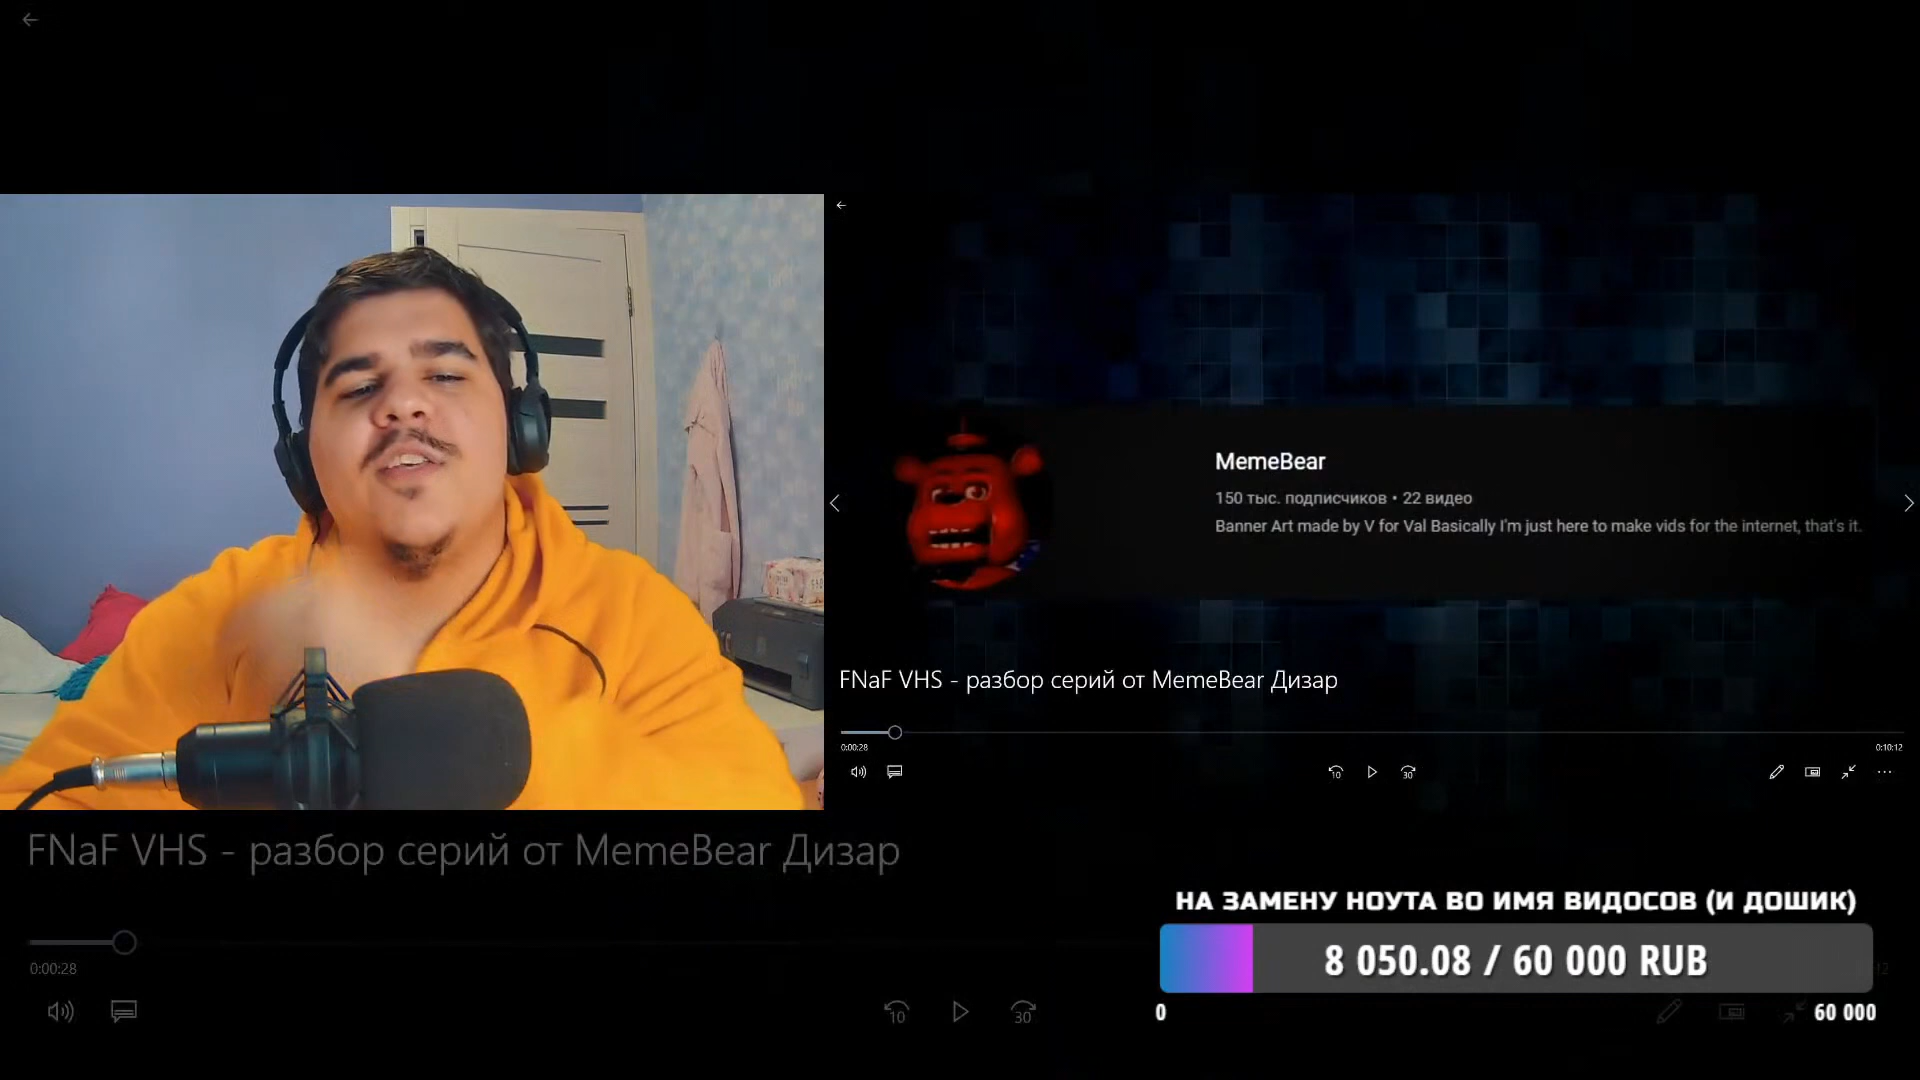 MemeBear
150 тыс. подписчиков • 22 видео
Banner Art made by V for Val Basically I'm just here to make vids for the internet, that's it.
FNaF VHS - разбор серий от MemeBear Дизар
0:00:28
0:10:12
10
30
FNaF VHS - разбор серий от MemeBear Дизар
0:00:28
10
30
НА ЗАМЕНУ НОУТА ВО ИМЯ ВИДОСОВ (И ДОШИК)
8 050.08 / 60 000 RUB
0
60 000